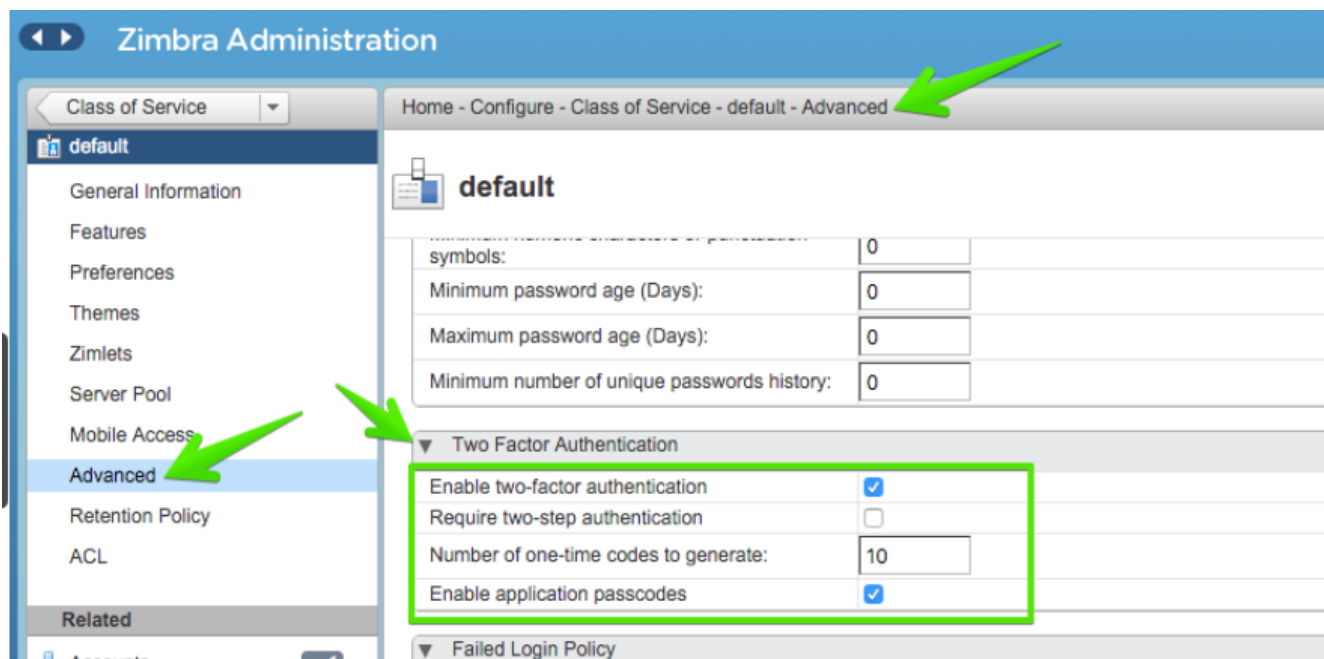 Zimbra Administration
Class of Service
Home - Configure - Class of Service - default - Advanced
default
General Information
Features
Preferences
Themes
Zimlets
Server Pool
Mobile Access
Advanced
Retention Policy
ACL
Related
default
symbols:
0
Minimum password age (Days):
0
Maximum password age (Days):
0
Minimum number of unique passwords history:
0
Two Factor Authentication
Enable two-factor authentication
Require two-step authentication
Number of one-time codes to generate:
10
Enable application passcodes
Failed Login Policy